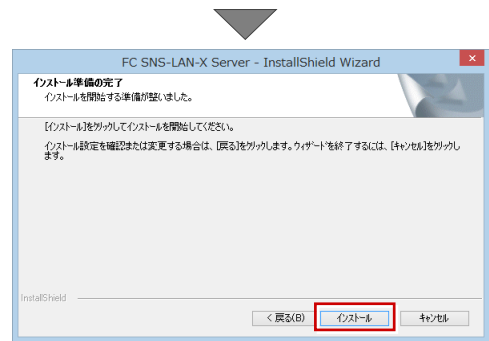 FC SNS-LAN-X Server - InstallShield Wizard
インストール準備の完了
インストールを開始する準備が整いました。
[インストール]をクリックしてインストールを開始してください。
インストール設定を確認または変更する場合は、[戻る]をクリックします。ウィザードを終了するには、[キャンセル]をクリックし
ます。
InstallShield
< 戻る(B) インストール キャンセル